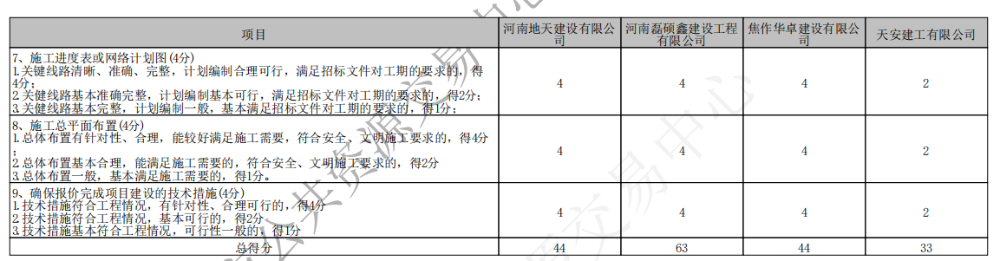 项目
河南地天建设有限公
司
河南磊硕鑫建设工程
有限公司
焦作华卓建设有限公
司
天安建工有限公司
7、施工进度表或网络计划图(4分)
1.关键线路清晰、准确、完整，计划编制合理可行，满足招标文件对工期的要求的，得
4分；
2.关健线路基本准确完整，计划编制基本可行，满足招标文件对工期的要求的，得2分；
3.关健线路基本完整，计划编制一般，基本满足招标文件对工期的要求的，得1分；
4
4
4
2
8、施工总平面布置(4分)
1.总体布置有针对性、合理，能较好满足施工需要，符合安全、文明施工要求的，得4分
；
2.总体布置基本合理，能满足施工需要的，符合安全、文明施工要求的，得2分
3.总体布置一般，基本满足施工需要的，得1分。
4
4
4
2
9、确保报价完成项目建设的技术措施(4分)
1.技术措施符合工程情况，有针对性、合理可行的，得4分
2.技术措施符合工程情况，基本可行的，得2分
3.技术措施基本符合工程情况，可行性一般的，得1分
4
4
4
2
总得分
44
63
44
33
公共资源交易中心
源交易中心